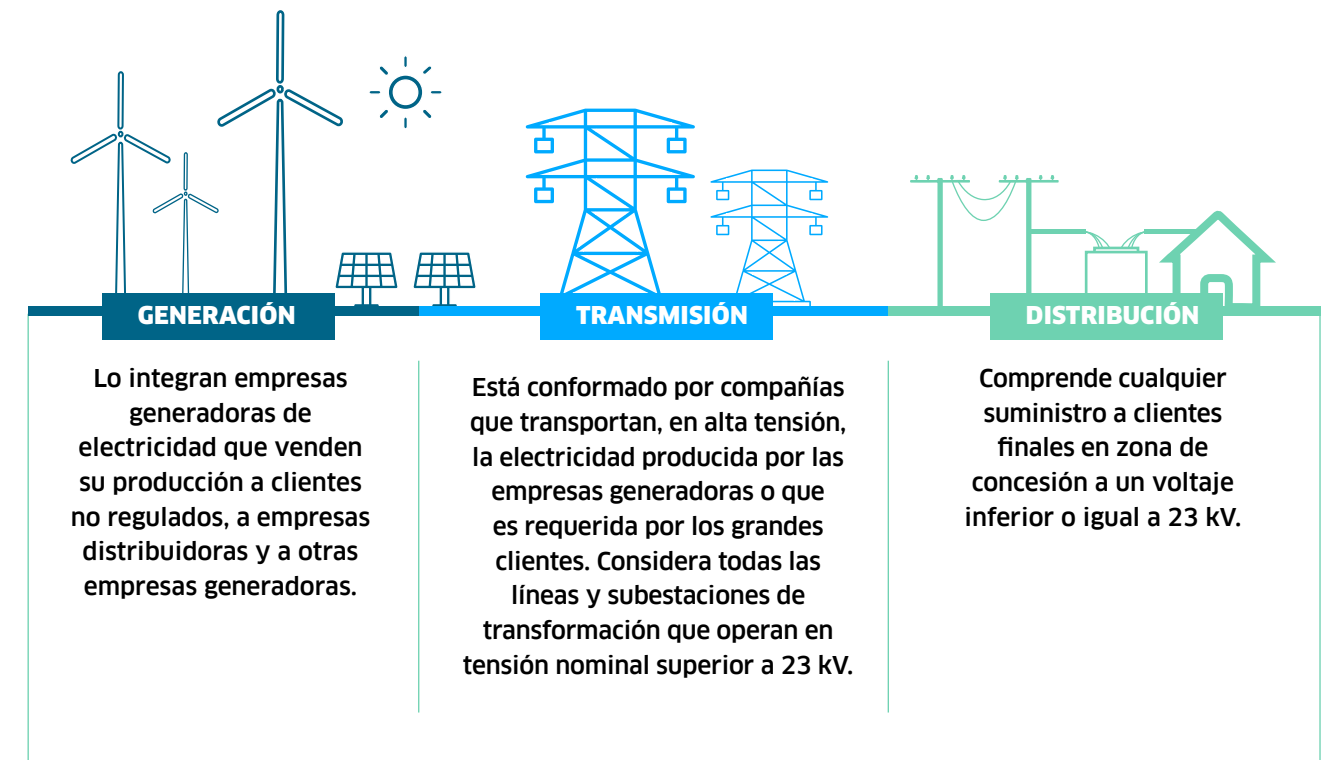 GENERACIÓN
Lo integran empresas
generadoras de
electricidad que venden
su producción a clientes
no regulados, a empresas
distribuidoras y a otras
empresas generadoras.
TRANSMISIÓN
Está conformado por compañías
que transportan, en alta tensión,
la electricidad producida por las
empresas generadoras o que
es requerida por los grandes
clientes. Considera todas las
líneas y subestaciones de
transformación que operan en
tensión nominal superior a 23 kV.
DISTRIBUCIÓN
Comprende cualquier
suministro a clientes
finales en zona de
concesión a un voltaje
inferior o igual a 23 kV.